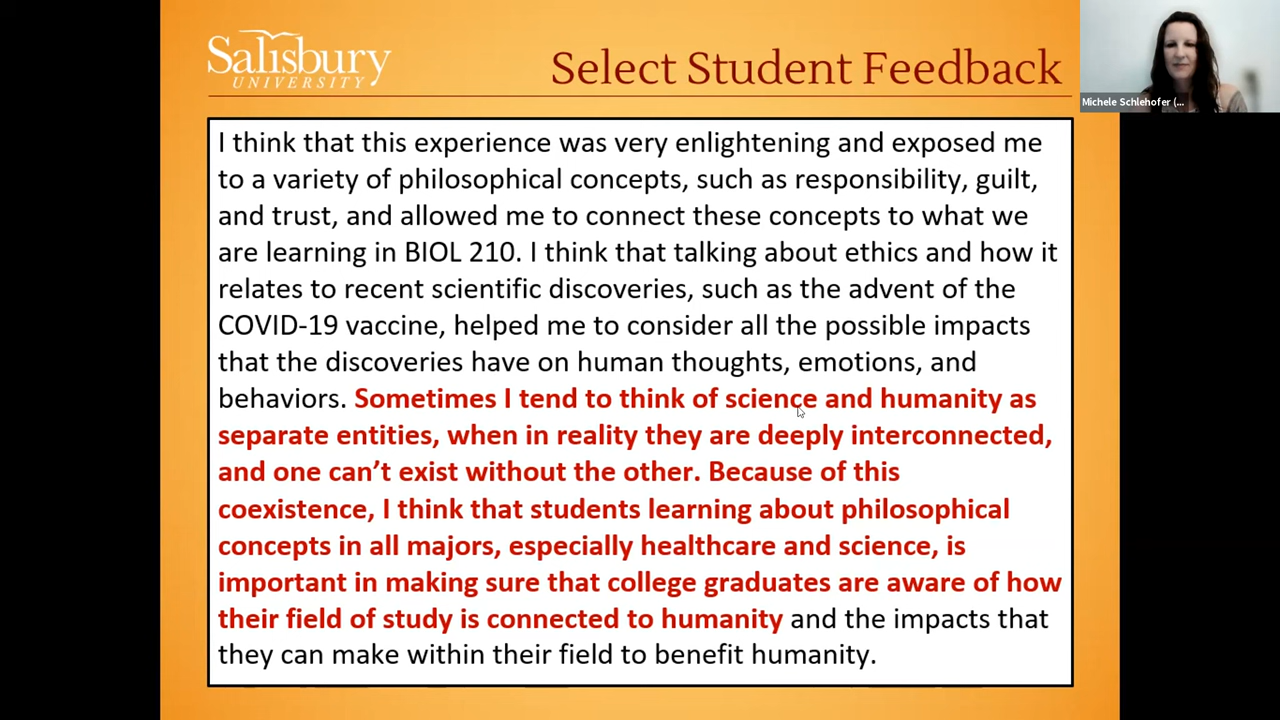 Salisbury
UNIVERSITY
Select Student Feedback
Michele Schlehofer (...
I think that this experience was very enlightening and exposed me
to a variety of philosophical concepts, such as responsibility, guilt,
and trust, and allowed me to connect these concepts to what we
are learning in BIOL 210. I think that talking about ethics and how it
relates to recent scientific discoveries, such as the advent of the
COVID-19 vaccine, helped me to consider all the possible impacts
that the discoveries have on human thoughts, emotions, and
behaviors. Sometimes I tend to think of science and humanity as
separate entities, when in reality they are deeply interconnected,
and one can’t exist without the other. Because of this
coexistence, I think that students learning about philosophical
concepts in all majors, especially healthcare and science, is
important in making sure that college graduates are aware of how
their field of study is connected to humanity and the impacts that
they can make within their field to benefit humanity.